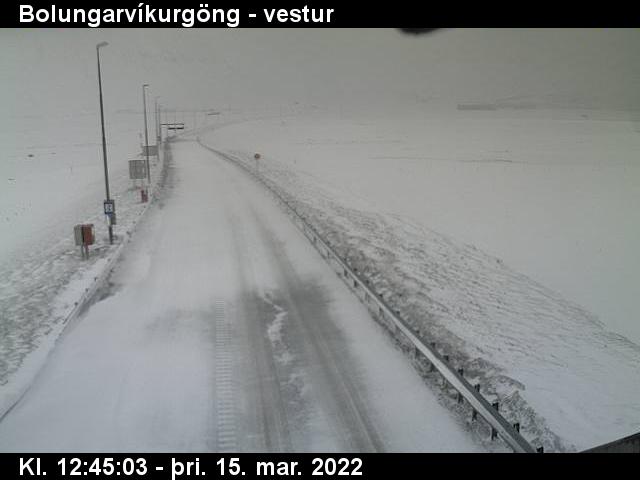 Bolungarvíkurgöng - vestur
Kl. 12:45:03 - þri. 15. mar. 2022